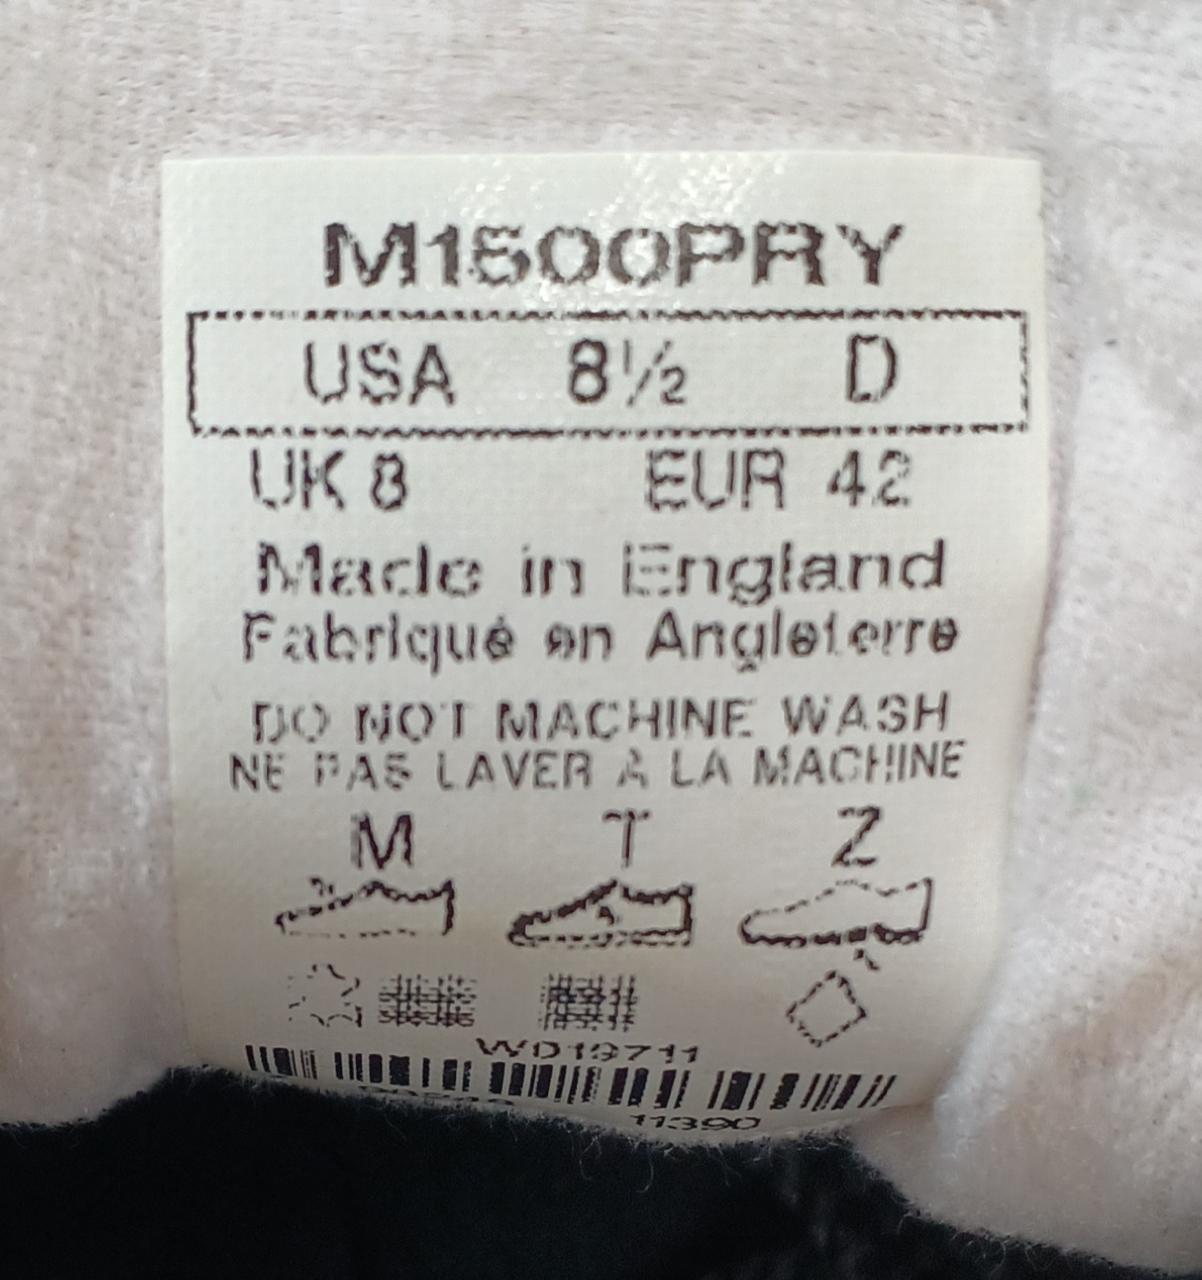 M1500PRY
USA 8½ D
UK 8 EUR 42
Made in England
Fabriqué en Angleterre
DO NOT MACHINE WASH
NE PAS LAVER À LA MACHINE
M T Z
WO19711
11390